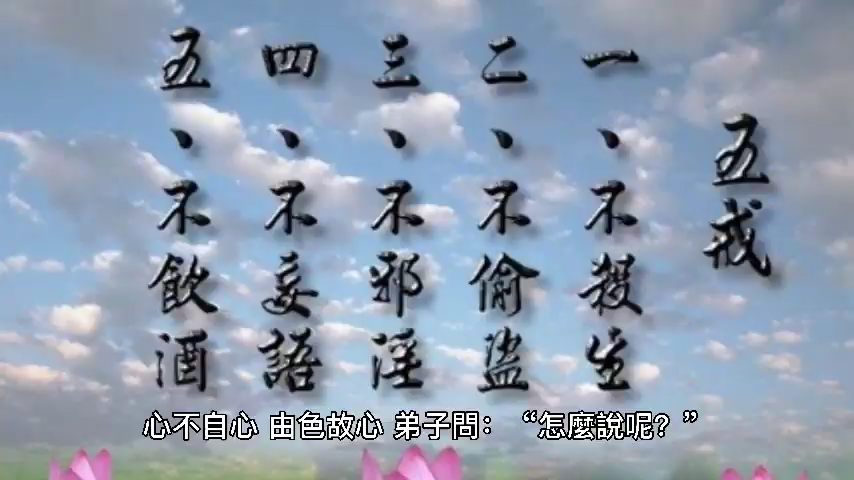 五戒
一、不殺生
二、不偷盜
三、不邪淫
四、不妄語
五、不飲酒
心不自心 由色故心 弟子問：“怎麼說呢？”